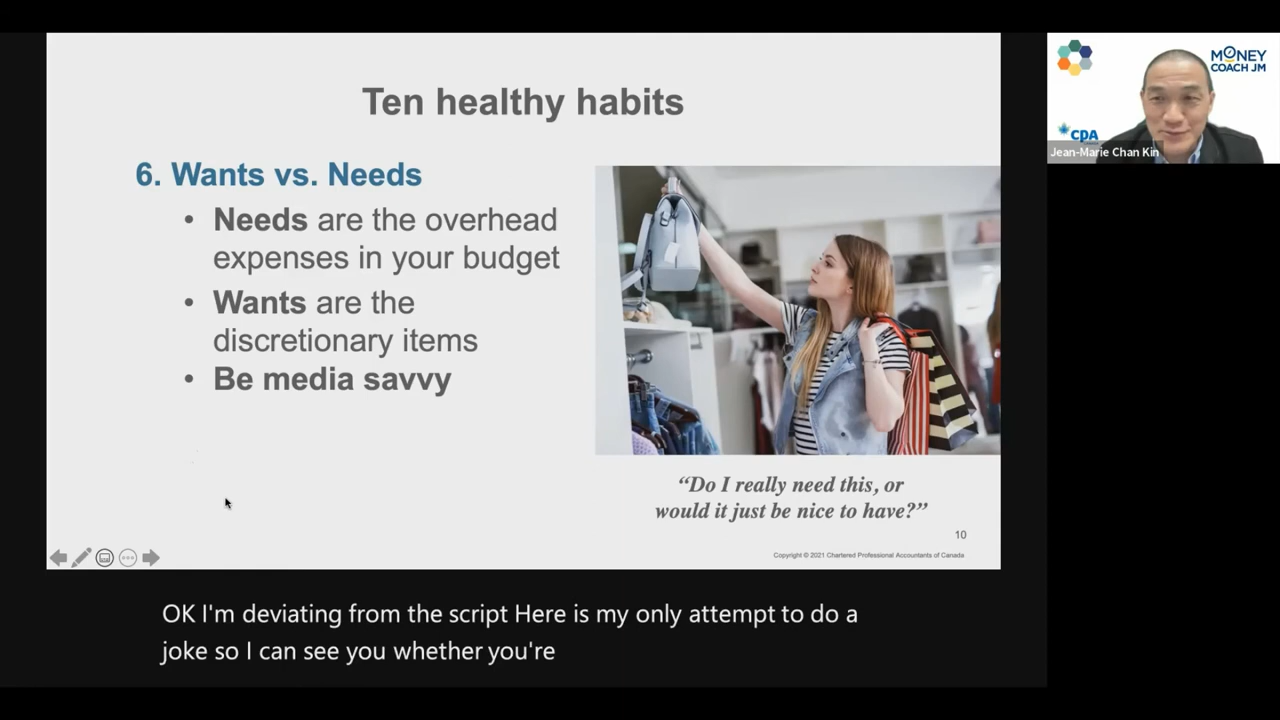 Ten healthy habits
6. Wants vs. Needs
• Needs are the overhead
expenses in your budget
• Wants are the
discretionary items
• Be media savvy
“Do I really need this, or
would it just be nice to have?”
10
Copyright © 2021 Chartered Professional Accountants of Canada
MONEY
COACH JM
CPA
Jean-Marie Chan Kin
OK I'm deviating from the script Here is my only attempt to do a
joke so I can see you whether you're